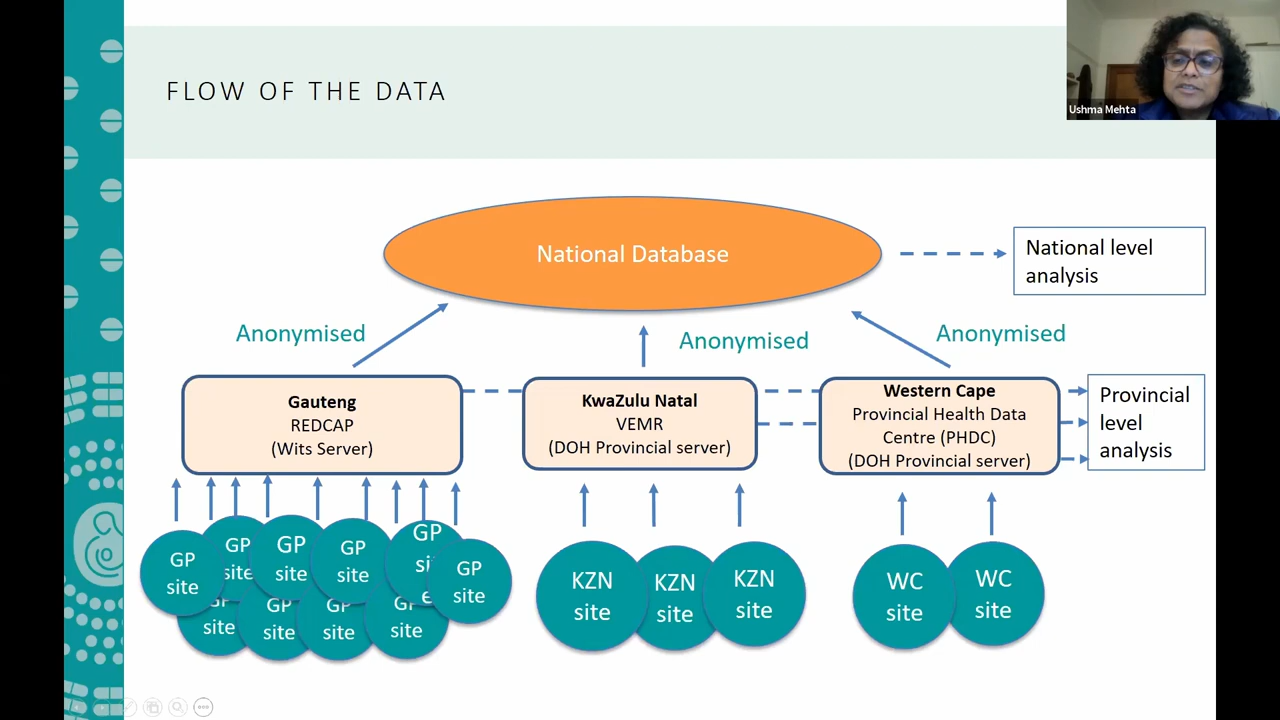 FLOW OF THE DATA
Ushma Mehta
National Database
National level
analysis
Anonymised
Anonymised
Anonymised
Gauteng
REDCAP
(Wits Server)
KwaZulu Natal
VEMR
(DOH Provincial server)
Western Cape
Provincial Health Data
Centre (PHDC)
(DOH Provincial server)
Provincial
level
analysis
GP
site
GP
site
GP
site
GP
site
GP
si
e
GP
site
GP
site
GP
site
GP
site
GP
site
KZN
site
KZN
site
KZN
site
WC
site
WC
site